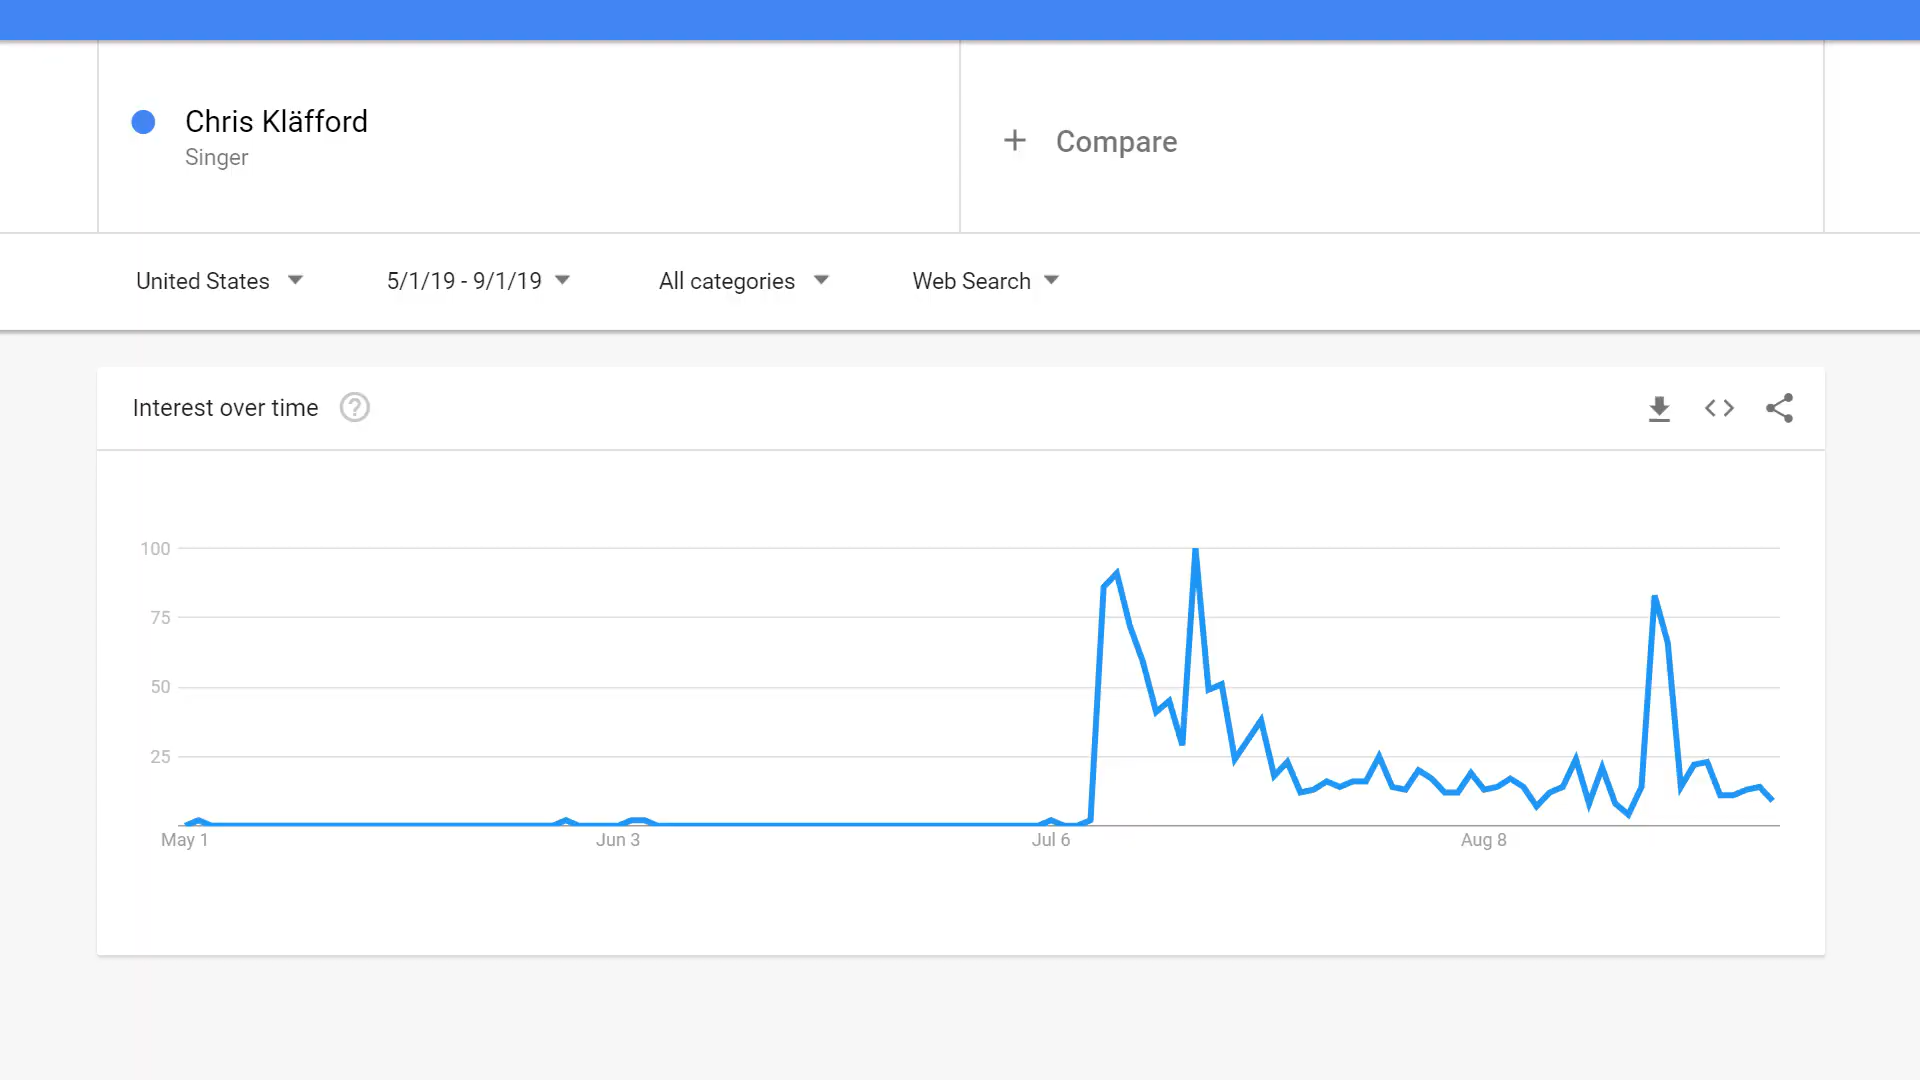 Chris Kläfford
Singer
+ Compare
United States
5/1/19 - 9/1/19
All categories
Web Search
Interest over time ?
100
75
50
25
May 1
Jun 3
Jul 6
Aug 8